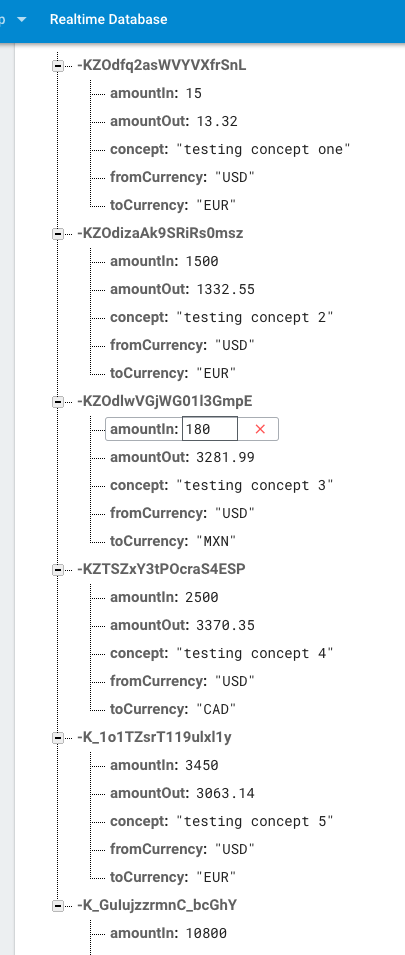 p Realtime Database
-KZOdfq2asWVYVXfrSnL
amountIn: 15
amountOut: 13.32
concept: "testing concept one"
fromCurrency: "USD"
toCurrency: "EUR"
-KZOdizaAk9SRiRs0msz
amountIn: 1500
amountOut: 1332.55
concept: "testing concept 2"
fromCurrency: "USD"
toCurrency: "EUR"
-KZOdlwVGjWG01l3GmpE
amountIn: 180
amountOut: 3281.99
concept: "testing concept 3"
fromCurrency: "USD"
toCurrency: "MXN"
-KZTSZxY3tPOcraS4ESP
amountIn: 2500
amountOut: 3370.35
concept: "testing concept 4"
fromCurrency: "USD"
toCurrency: "CAD"
-K_1o1TZsrT119ulxl1y
amountIn: 3450
amountOut: 3063.14
concept: "testing concept 5"
fromCurrency: "USD"
toCurrency: "EUR"
-K_GuIujzzrmnC_bcGhY
amountIn: 10800